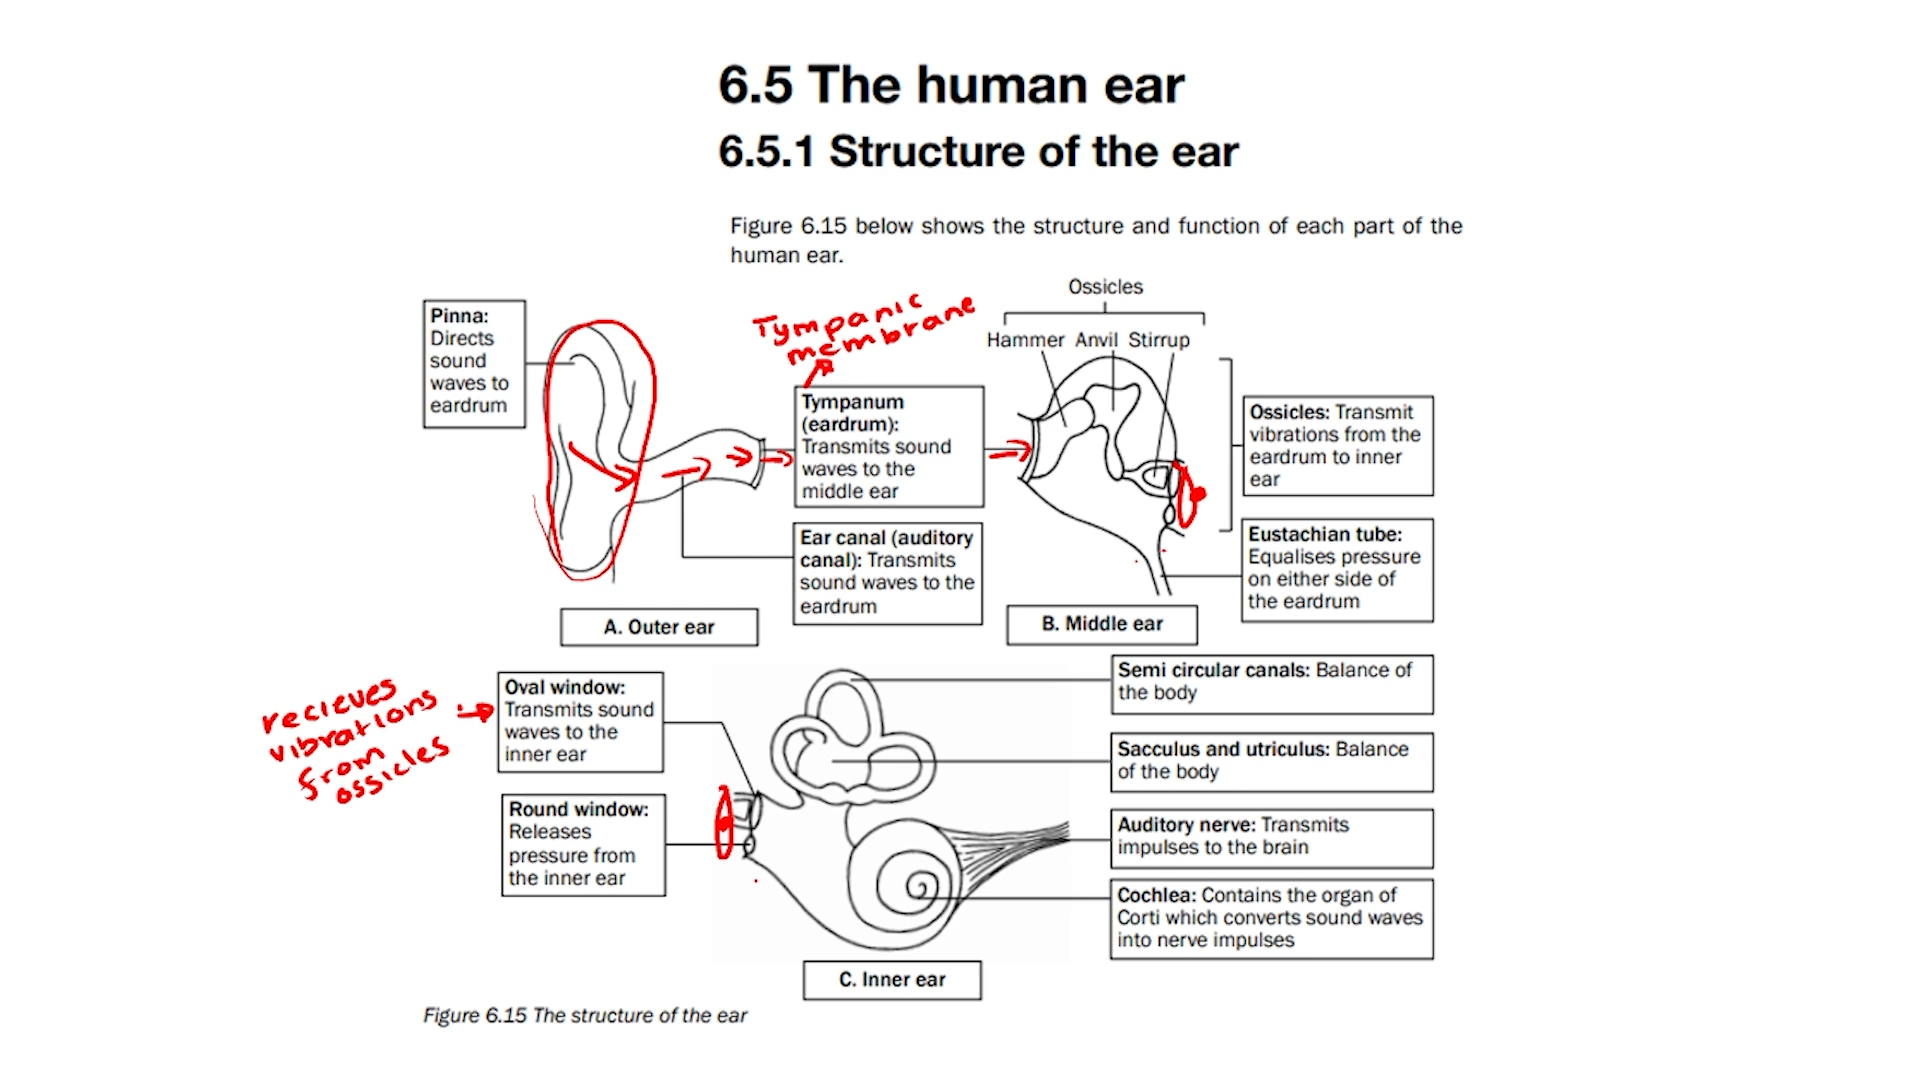 6.5 The human ear
6.5.1 Structure of the ear
Figure 6.15 below shows the structure and function of each part of the
human ear.
Pinna:
Directs
sound
waves to
eardrum
Tympanic
membrane
Tympanum
(eardrum):
Transmits sound
waves to the
middle ear
Ear canal (auditory
canal): Transmits
sound waves to the
eardrum
A. Outer ear
Ossicles
Hammer Anvil Stirrup
Ossicles: Transmit
vibrations from the
eardrum to inner
ear
Eustachian tube:
Equalises pressure
on either side of
the eardrum
B. Middle ear
recieves
vibrations
from
ossicles
Oval window:
Transmits sound
waves to the
inner ear
Round window:
Releases
pressure from
the inner ear
Semi circular canals: Balance of
the body
Sacculus and utriculus: Balance
of the body
Auditory nerve: Transmits
impulses to the brain
Cochlea: Contains the organ of
Corti which converts sound waves
into nerve impulses
C. Inner ear
Figure 6.15 The structure of the ear